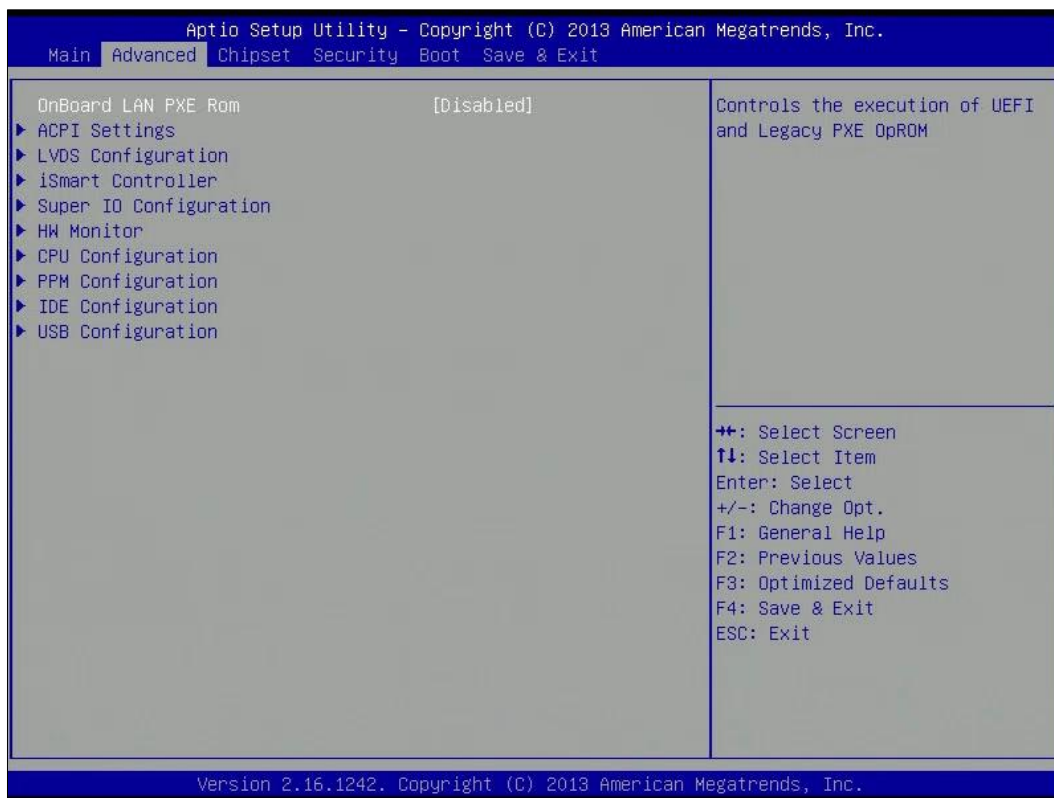 Aptio Setup Utility – Copyright (C) 2013 American Megatrends, Inc.
Main Advanced Chipset Security Boot Save & Exit
OnBoard LAN PXE Rom [Disabled]
▶ ACPI Settings
▶ LVDS Configuration
▶ iSmart Controller
▶ Super IO Configuration
▶ HW Monitor
▶ CPU Configuration
▶ PPM Configuration
▶ IDE Configuration
▶ USB Configuration
Controls the execution of UEFI
and Legacy PXE OpROM
→←: Select Screen
↑↓: Select Item
Enter: Select
+/-: Change Opt.
F1: General Help
F2: Previous Values
F3: Optimized Defaults
F4: Save & Exit
ESC: Exit
Version 2.16.1242. Copyright (C) 2013 American Megatrends, Inc.